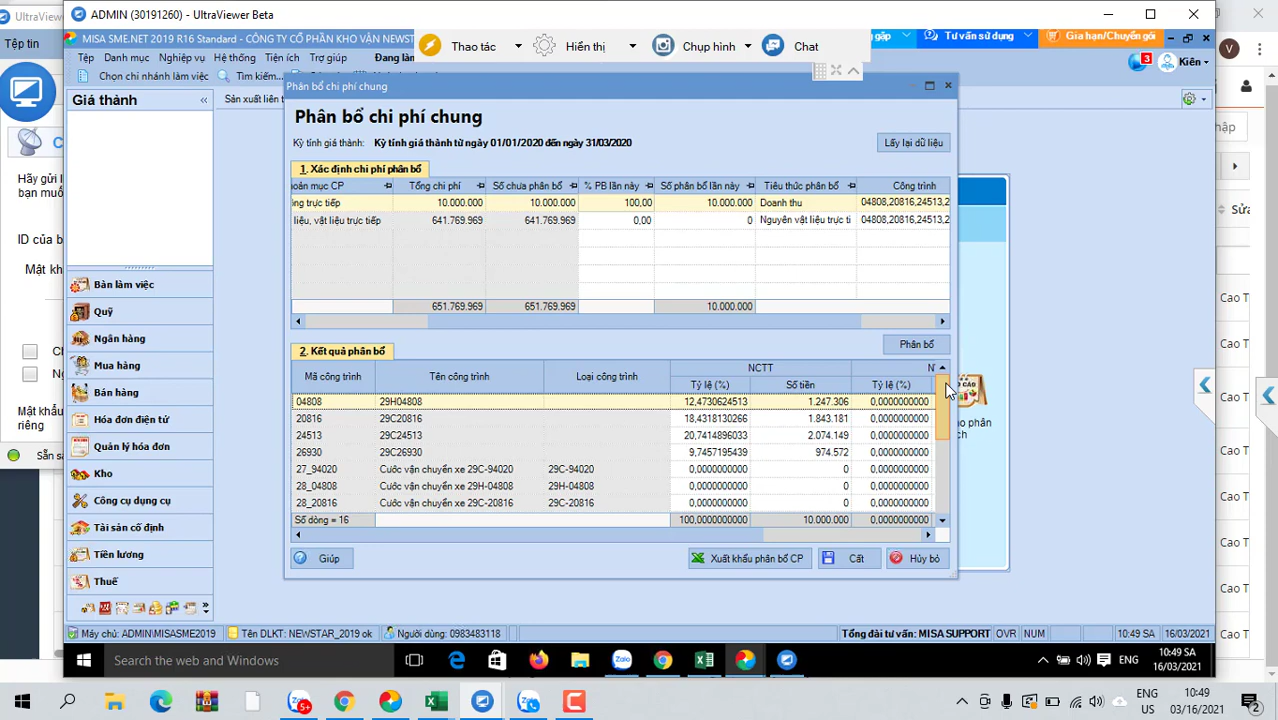 UltraViewer
ADMIN (30191260) - UltraViewer Beta
Tệp tin
MISA SME.NET 2019 R16 Standard - CÔNG TY CỔ PHẦN KHO VẬN NEWST
Thao tác
Hiển thị
Chụp hình
Chat
Tư vấn sử dụng
Gia hạn/Chuyển gói
Tệp Danh mục Nghiệp vụ Hệ thống Tiện ích Trợ giúp
3
Kiên
V
Chọn chi nhánh làm việc
Tìm kiếm...
Giá thành
Phân bổ chi phí chung
Phân bổ chi phí chung
Kỳ tính giá thành: Kỳ tính giá thành từ ngày 01/01/2020 đến ngày 31/03/2020
Lấy lại dữ liệu
1. Xác định chi phí phân bổ
Tổng chi phí Số chưa phân bổ % PB lần này Số phân bổ lần này Tiêu thức phân bổ Công trình
ng trực tiếp 10.000.000 10.000.000 100,00 10.000.000 Doanh thu 04808,20816,24513,2
liệu, vật liệu trực tiếp 641.769.969 641.769.969 0,00 0 Nguyên vật liệu trực ti 04808,20816,24513,2
651.769.969 651.769.969 10.000.000
Phân bổ
2. Kết quả phân bổ
NCTT
Mã công trình Tên công trình Loại công trình Tỷ lệ (%) Số tiền Tỷ lệ (%)
04808 29H04808 12,4730624513 1.247.306 0,0000000000
20816 29C20816 18,4318130266 1.843.181 0,0000000000
24513 29C24513 20,7414896033 2.074.149 0,0000000000
26930 29C26930 9,7457195439 974.572 0,0000000000
27_94020 Cước vận chuyển xe 29C-94020 29C-94020 0,0000000000 0 0,0000000000
28_04808 Cước vận chuyển xe 29H-04808 29H-04808 0,0000000000 0 0,0000000000
28_20816 Cước vận chuyển xe 29C-20816 29C-20816 0,0000000000 0 0,0000000000
Số dòng = 16 100,0000000000 10.000.000 0,0000000000
Giúp
Xuất khẩu phân bổ CP
Cất
Hủy bỏ
Bàn làm việc
Quỹ
Ngân hàng
Mua hàng
Bán hàng
Hóa đơn điện tử
Quản lý hóa đơn
Kho
Công cụ dụng cụ
Tài sản cố định
Tiền lương
Thuế
Hãy gửi
bạn muố
ID của b
Mật kh
Mật khẩ
riêng
Cao T
Cao T
Cao T
Cao T
Cao T
Cao T
Cao T
Máy chủ: ADMIN\MISASME2019
Tên DLKT: NEWSTAR_2019 ok
Người dùng: 0983483118
Tổng đài tư vấn: MISA SUPPORT
OVR
NUM
10:49 SA
16/03/2021
Search the web and Windows
ENG
10:49 SA
16/03/2021
ENG
US
10:49
03/16/2021
2